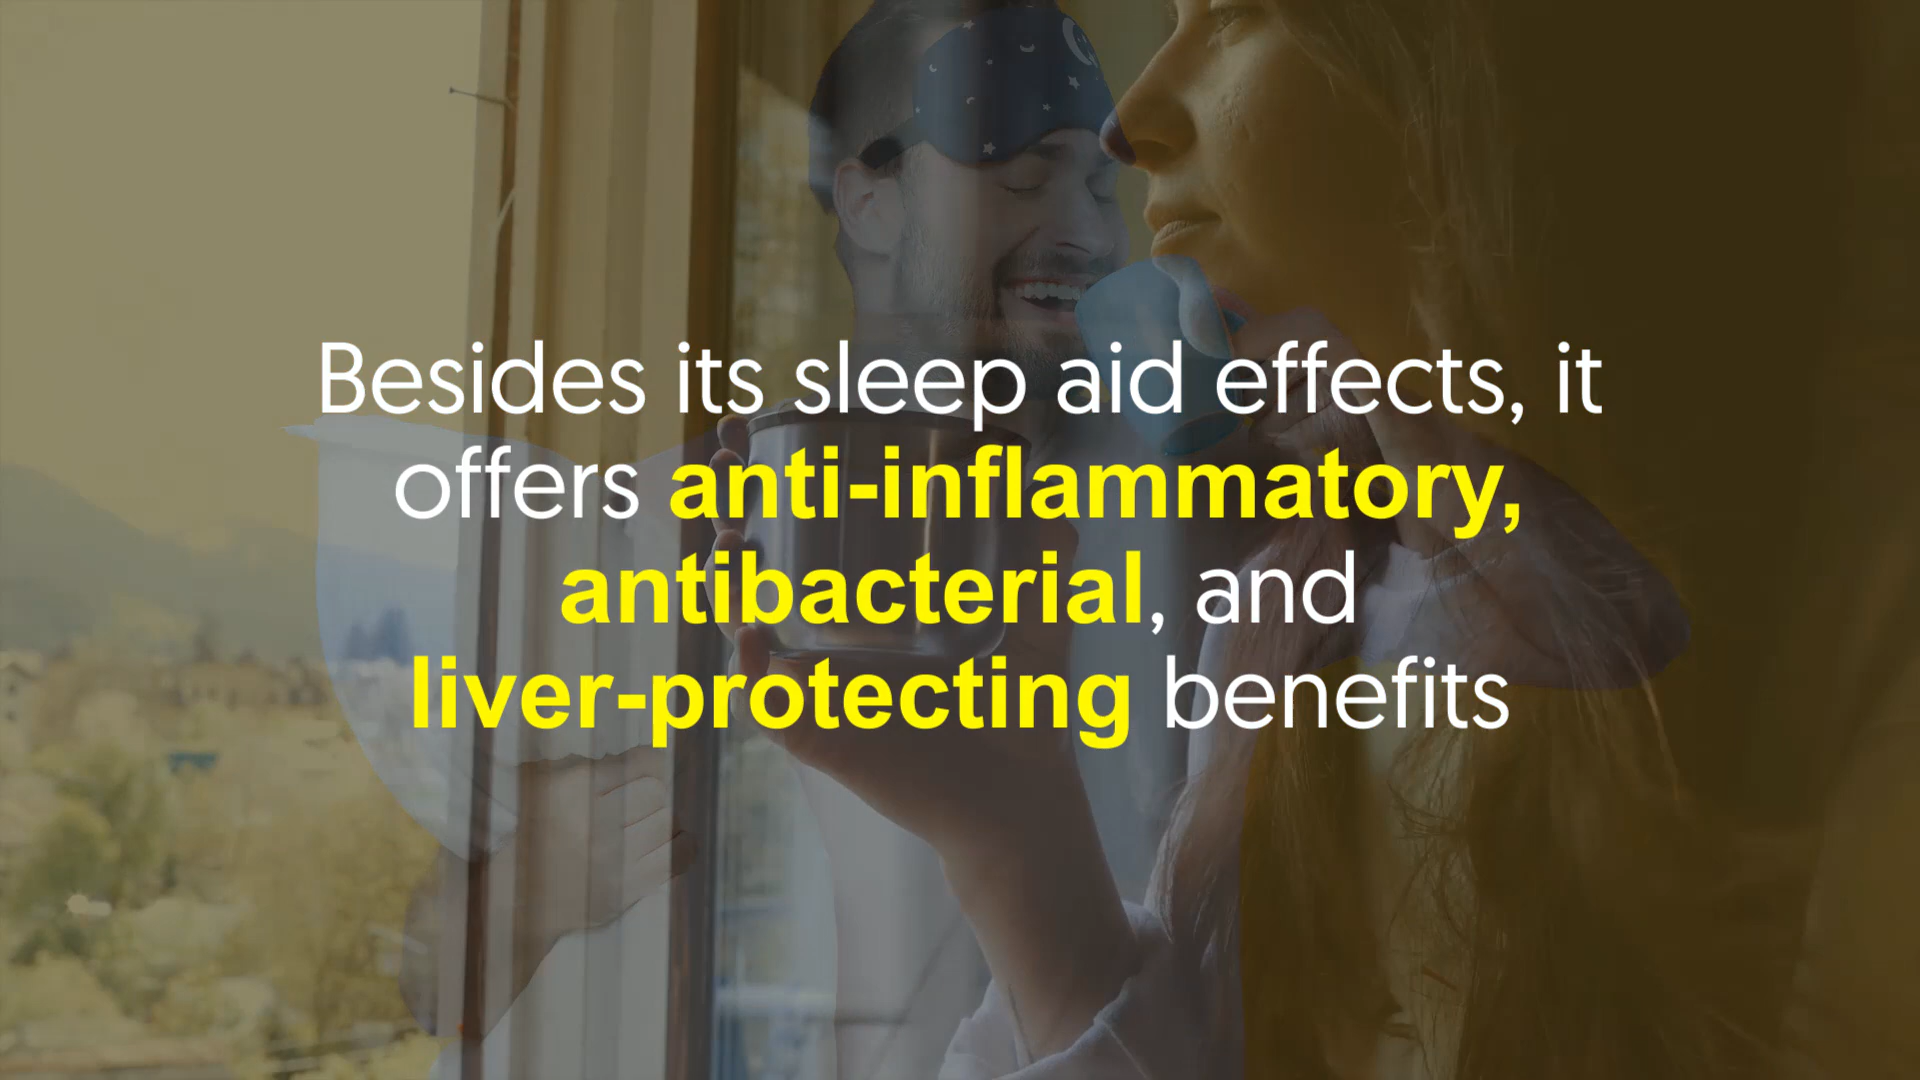 Besides its sleep aid effects, it
offers anti-inflammatory,
antibacterial, and
liver-protecting benefits